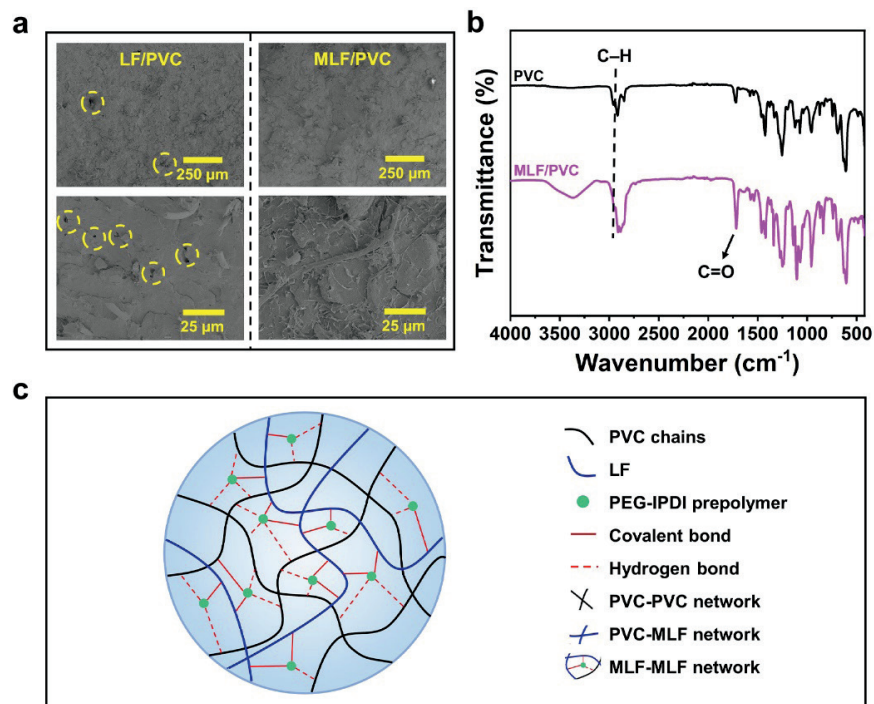 a
LF/PVC
MLF/PVC
250 µm
250 µm
25 µm
25 µm
b
Transmittance (%)
C–H
PVC
MLF/PVC
C=O
4000 3500 3000 2500 2000 1500 1000 500
Wavenumber (cm⁻¹)
c
PVC chains
LF
PEG-IPDI prepolymer
Covalent bond
Hydrogen bond
PVC-PVC network
PVC-MLF network
MLF-MLF network